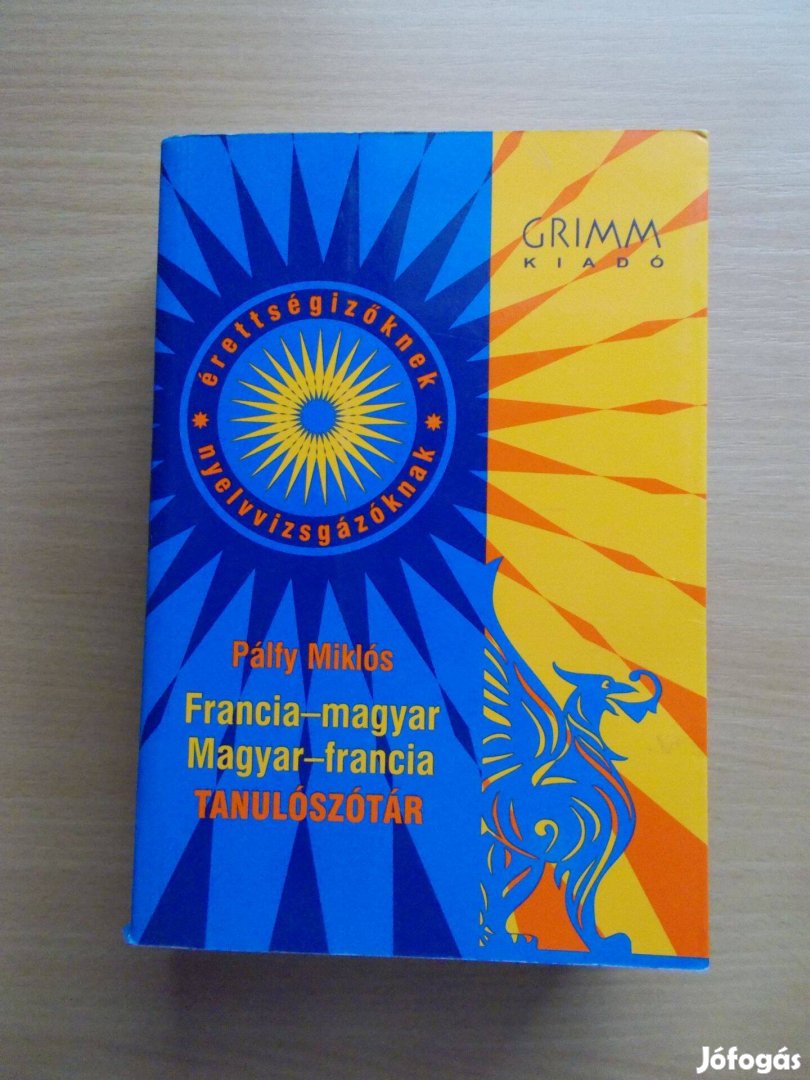 GRIMM
KIADÓ
érettségizőknek
nyelvvizsgázóknak
Pálfy Miklós
Francia–magyar
Magyar–francia
TANULÓSZÓTÁR
Jófogás